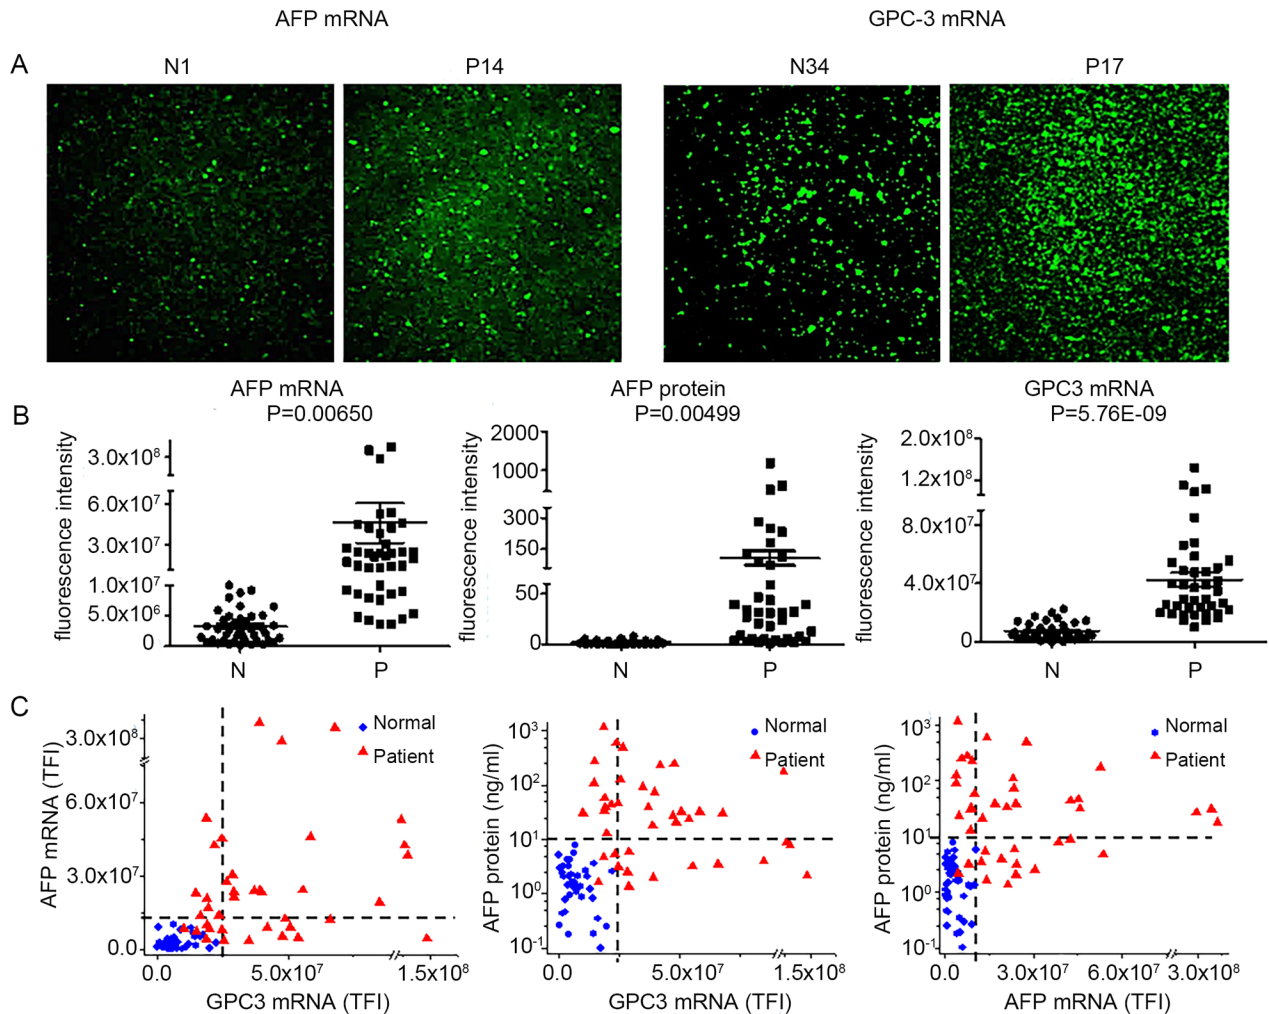 AFP mRNA
GPC-3 mRNA
A
N1
P14
N34
P17
B
AFP mRNA
P=0.00650
fluorescence intensity
3.0x10⁸
6.0x10⁷
3.0x10⁷
1.0x10⁷
5.0x10⁶
0
N
P
AFP protein
P=0.00499
fluorescence intensity
2000
1000
300
150
50
0
N
P
GPC3 mRNA
P=5.76E-09
fluorescence intensity
2.0x10⁸
1.2x10⁸
8.0x10⁷
4.0x10⁷
0
N
P
C
AFP mRNA (TFI)
3.0x10⁸
6.0x10⁷
3.0x10⁷
0.0
Normal
Patient
0.0
5.0x10⁷
1.5x10⁸
GPC3 mRNA (TFI)
AFP protein (ng/ml)
10³
10²
10¹
10⁰
10⁻¹
Normal
Patient
0.0
5.0x10⁷
1.5x10⁸
GPC3 mRNA (TFI)
AFP protein (ng/ml)
10³
10²
10¹
10⁰
10⁻¹
Normal
Patient
0.0
3.0x10⁷
6.0x10⁷
3.0x10⁸
AFP mRNA (TFI)